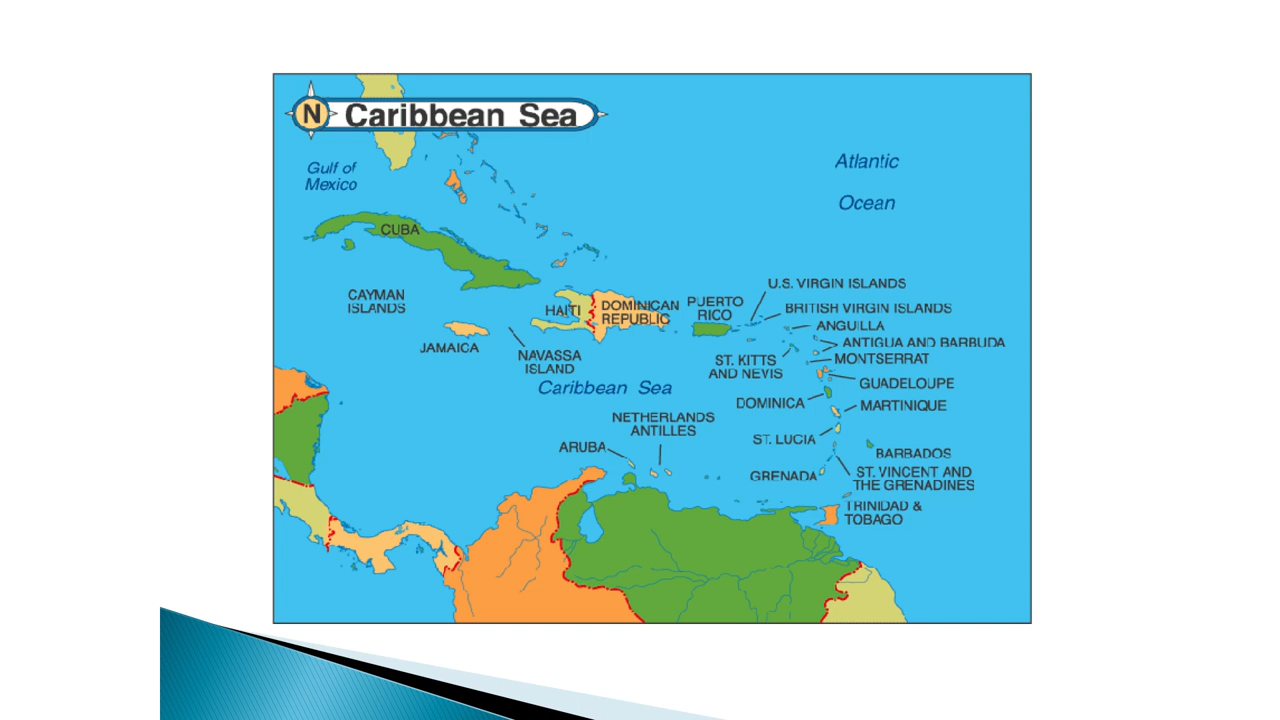 N
Caribbean Sea
Gulf of
Mexico
Atlantic
Ocean
CUBA
CAYMAN
ISLANDS
JAMAICA
HAITI
DOMINICAN
REPUBLIC
PUERTO
RICO
U.S. VIRGIN ISLANDS
BRITISH VIRGIN ISLANDS
ANGUILLA
ANTIGUA AND BARBUDA
MONTSERRAT
NAVASSA
ISLAND
ST. KITTS
AND NEVIS
GUADELOUPE
Caribbean Sea
DOMINICA
MARTINIQUE
NETHERLANDS
ANTILLES
ARUBA
ST. LUCIA
BARBADOS
GRENADA
ST. VINCENT AND
THE GRENADINES
TRINIDAD &
TOBAGO